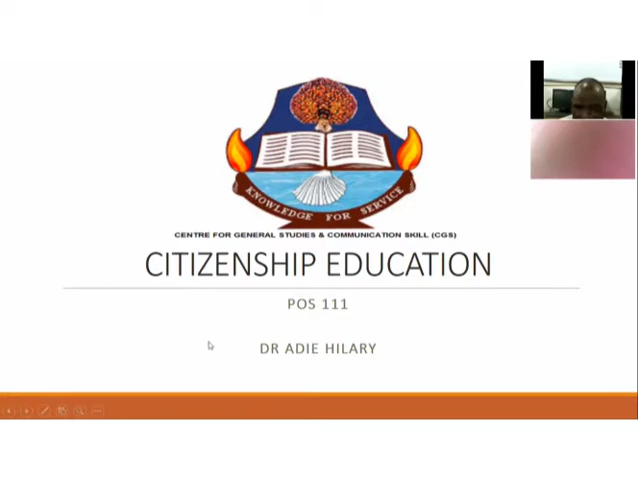 KNOWLEDGE FOR SERVICE
CENTRE FOR GENERAL STUDIES & COMMUNICATION SKILL (CGS)
CITIZENSHIP EDUCATION
POS 111
DR ADIE HILARY